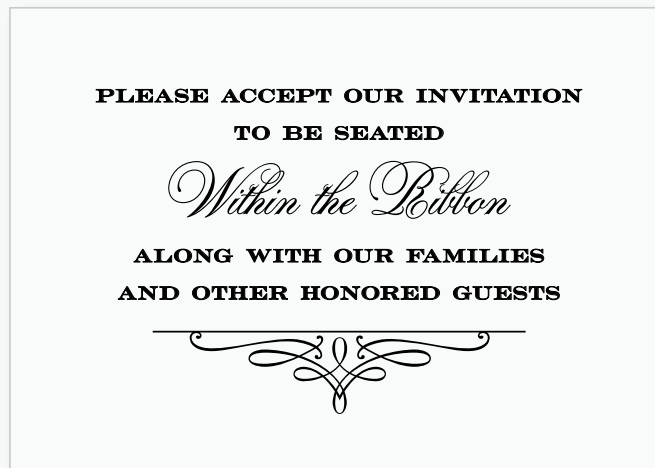 PLEASE ACCEPT OUR INVITATION
TO BE SEATED
Within the Ribbon
ALONG WITH OUR FAMILIES
AND OTHER HONORED GUESTS